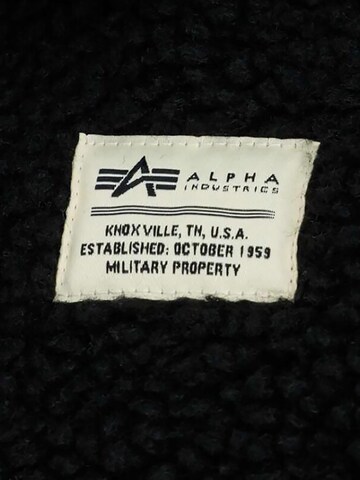 ALPHA
INDUSTRIES
KNOXVILLE, TN, U.S.A.
ESTABLISHED: OCTOBER 1959
MILITARY PROPERTY